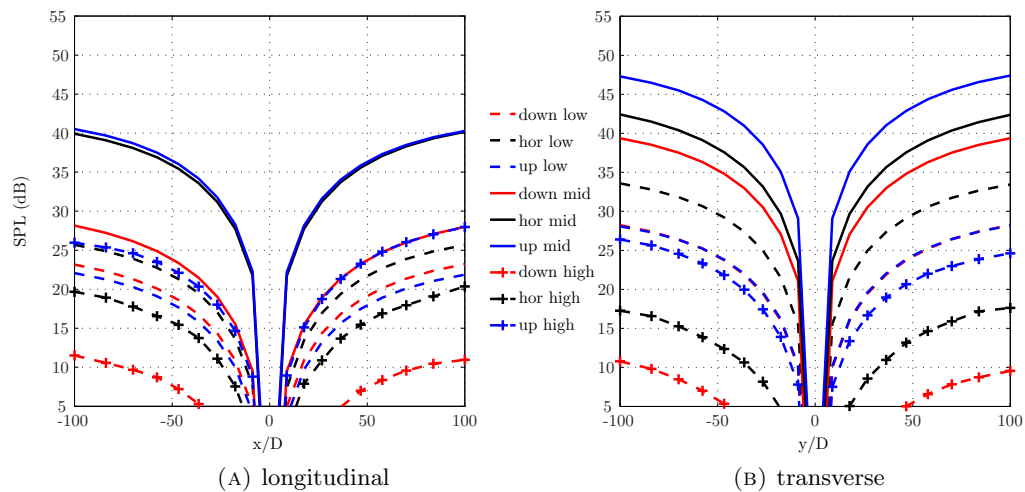 55
50
45
40
35
30
25
20
15
10
5
-100 -50 0 50 100
SPL (dB)
x/D
(A) longitudinal
down low
hor low
up low
down mid
hor mid
up mid
down high
hor high
up high
55
50
45
40
35
30
25
20
15
10
5
-100 -50 0 50 100
y/D
(B) transverse